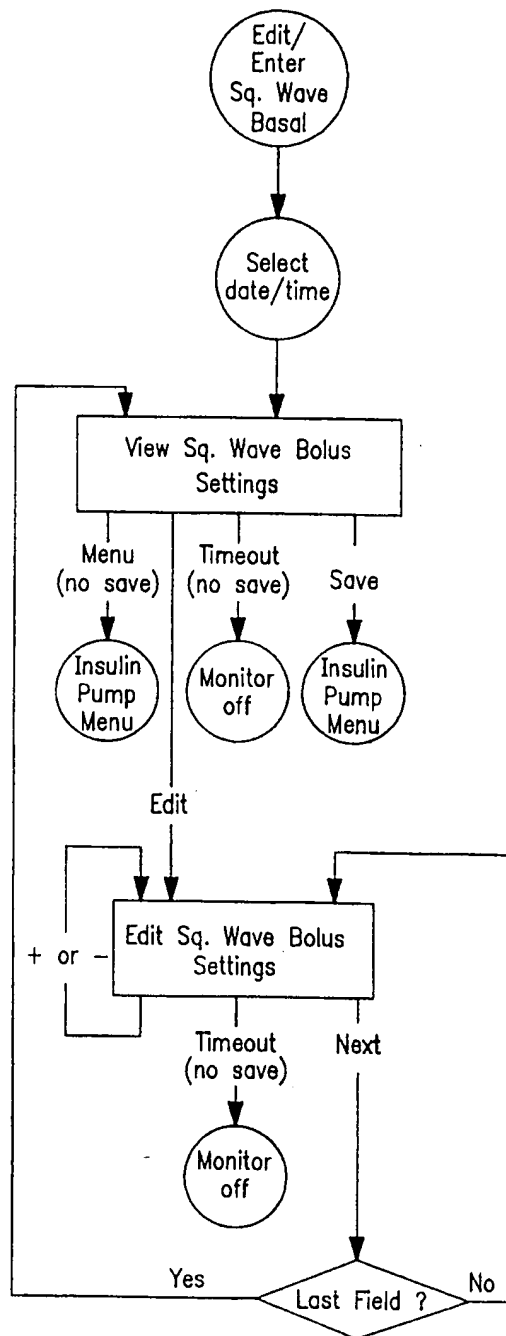 Edit/
Enter
Sq. Wave
Basal
Select
date/time
View Sq. Wave Bolus
Settings
Menu
(no save)
Timeout
(no save)
Save
Insulin
Pump
Menu
Monitor
off
Insulin
Pump
Menu
Edit
+ or -
Edit Sq. Wave Bolus
Settings
Timeout
(no save)
Next
Monitor
off
Yes
Last Field ?
No